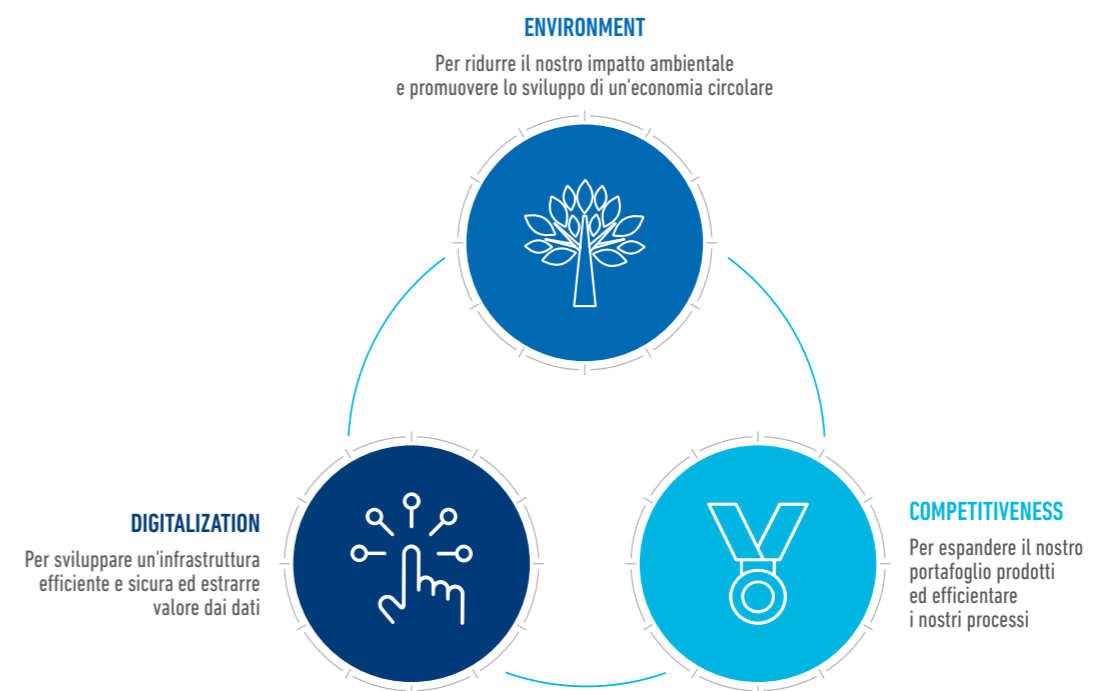 ENVIRONMENT
Per ridurre il nostro impatto ambientale
e promuovere lo sviluppo di un'economia circolare
DIGITALIZATION
Per sviluppare un'infrastruttura
efficiente e sicura ed estrarre
valore dai dati
COMPETITIVENESS
Per espandere il nostro
portafoglio prodotti
ed efficientare
i nostri processi